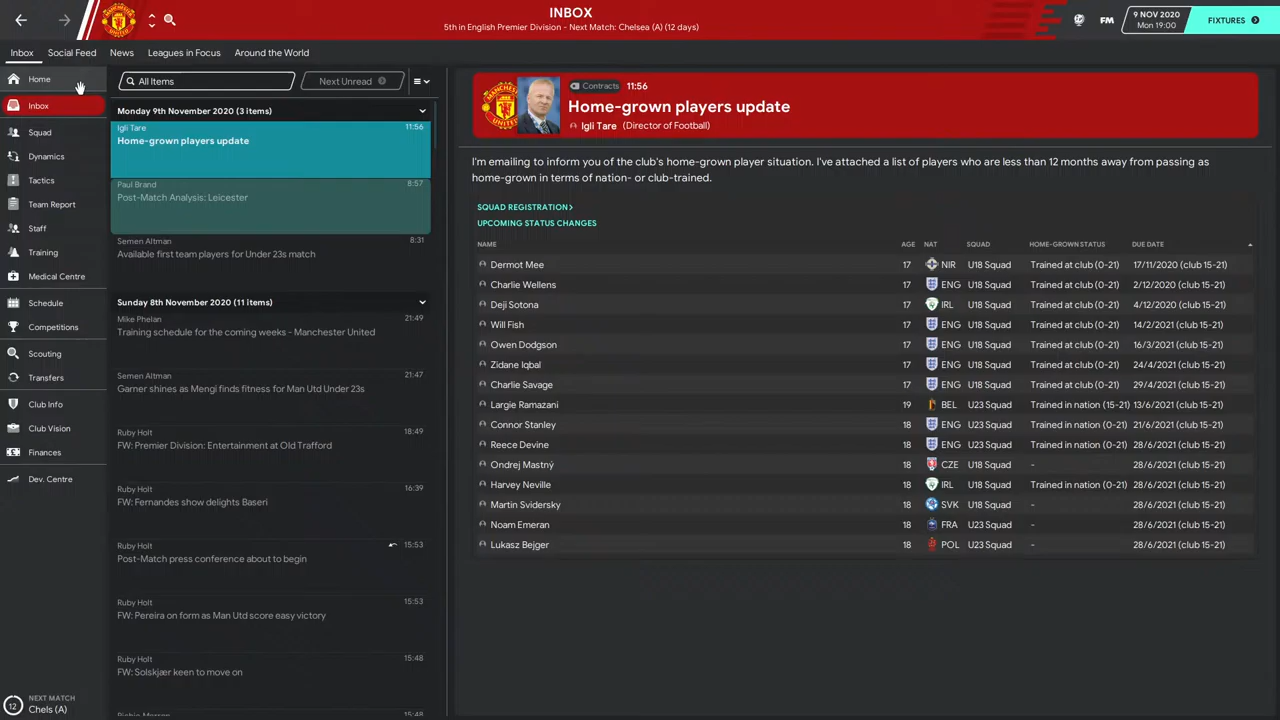 INBOX
5th in English Premier Division - Next Match: Chelsea (A) (12 days)
FM
9 NOV 2020
Mon 19:00
FIXTURES
Inbox
Social Feed
News
Leagues in Focus
Around the World
Home
Inbox
Squad
Dynamics
Tactics
Team Report
Staff
Training
Medical Centre
Schedule
Competitions
Scouting
Transfers
Club Info
Club Vision
Finances
Dev. Centre
12
NEXT MATCH
Chels (A)
All Items
Next Unread
Monday 9th November 2020 (3 items)
Igli Tare 11:56
Home-grown players update
Paul Brand 8:57
Post-Match Analysis: Leicester
Semen Altman 8:31
Available first team players for Under 23s match
Sunday 8th November 2020 (11 items)
Mike Phelan 21:49
Training schedule for the coming weeks - Manchester United
Semen Altman 21:47
Garner shines as Mengi finds fitness for Man Utd Under 23s
Ruby Holt 18:49
FW: Premier Division: Entertainment at Old Trafford
Ruby Holt 16:39
FW: Fernandes show delights Baseri
Ruby Holt 15:53
Post-Match press conference about to begin
Ruby Holt 15:53
FW: Pereira on form as Man Utd score easy victory
Ruby Holt 15:48
FW: Solskjær keen to move on
15:48
Contracts 11:56
Home-grown players update
Igli Tare (Director of Football)
I'm emailing to inform you of the club's home-grown player situation. I've attached a list of players who are less than 12 months away from passing as
home-grown in terms of nation- or club-trained.
SQUAD REGISTRATION>
UPCOMING STATUS CHANGES
NAME AGE NAT SQUAD HOME-GROWN STATUS DUE DATE
Dermot Mee 17 NIR U18 Squad Trained at club (0-21) 17/11/2020 (club 15-21)
Charlie Wellens 17 ENG U18 Squad Trained at club (0-21) 2/12/2020 (club 15-21)
Deji Sotona 17 IRL U18 Squad Trained at club (0-21) 4/12/2020 (club 15-21)
Will Fish 17 ENG U18 Squad Trained at club (0-21) 14/2/2021 (club 15-21)
Owen Dodgson 17 ENG U18 Squad Trained at club (0-21) 16/3/2021 (club 15-21)
Zidane Iqbal 17 ENG U18 Squad Trained at club (0-21) 24/4/2021 (club 15-21)
Charlie Savage 17 ENG U18 Squad Trained at club (0-21) 29/4/2021 (club 15-21)
Largie Ramazani 19 BEL U23 Squad Trained in nation (15-21) 13/6/2021 (club 15-21)
Connor Stanley 18 ENG U23 Squad Trained in nation (0-21) 21/6/2021 (club 15-21)
Reece Devine 18 ENG U23 Squad Trained in nation (0-21) 28/6/2021 (club 15-21)
Ondrej Mastný 18 CZE U18 Squad - 28/6/2021 (club 15-21)
Harvey Neville 18 IRL U18 Squad Trained in nation (0-21) 28/6/2021 (club 15-21)
Martin Svidersky 18 SVK U18 Squad - 28/6/2021 (club 15-21)
Noam Emeran 18 FRA U23 Squad - 28/6/2021 (club 15-21)
Lukasz Bejger 18 POL U23 Squad - 28/6/2021 (club 15-21)